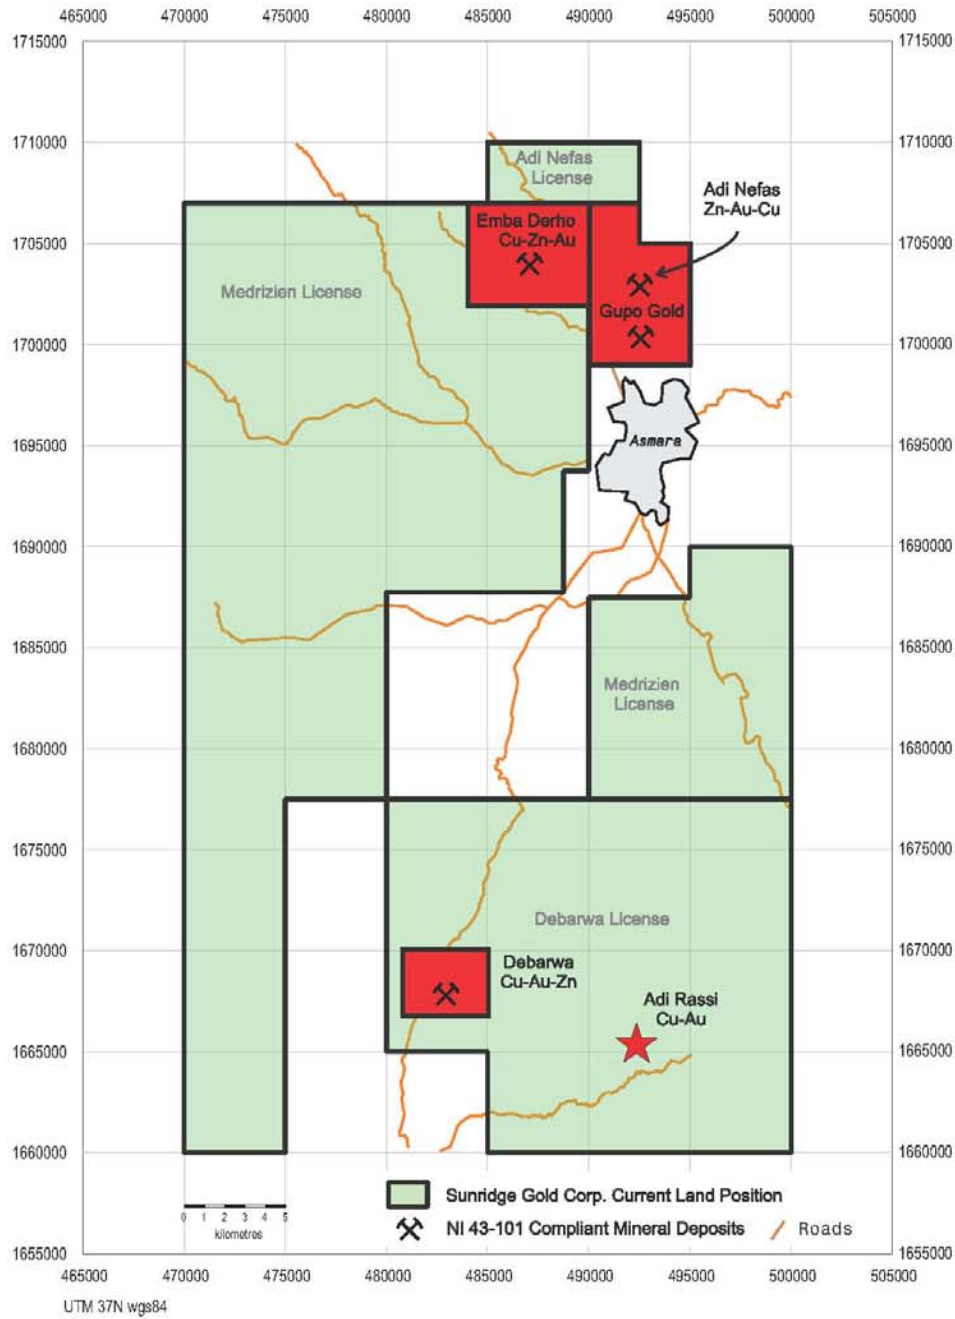 465000 470000 475000 480000 485000 490000 495000 500000 505000
1715000 1715000
1710000 1710000
Adi Nefas
License
Adi Nefas
Zn-Au-Cu
Emba Derho
Cu-Zn-Au
1705000 1705000
Medrizien License
Gupo Gold
1700000 1700000
Asmara
1695000 1695000
1690000 1690000
1685000 1685000
Medrizien
License
1680000 1680000
1675000 1675000
Debarwa License
1670000 1670000
Debarwa
Cu-Au-Zn
Adi Rassi
Cu-Au
1665000 1665000
1660000 1660000
Sunridge Gold Corp. Current Land Position
0 1 2 3 4 5
kilometres
NI 43-101 Compliant Mineral Deposits Roads
1655000 1655000
465000 470000 475000 480000 485000 490000 495000 500000 505000
UTM 37N wgs84